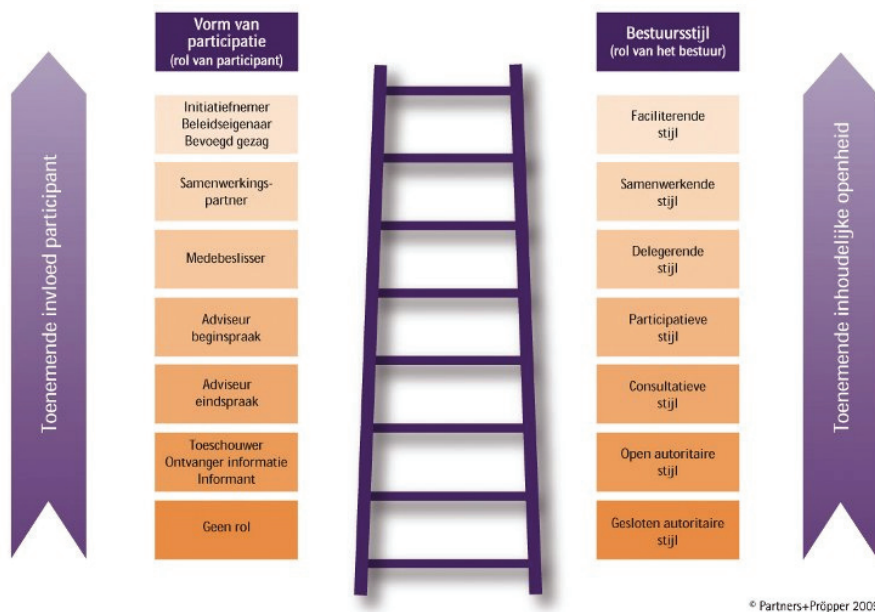 Vorm van
participatie
(rol van participant)
Bestuursstijl
(rol van het bestuur)
Toenemende invloed participant
Initiatiefnemer
Beleidseigenaar
Bevoegd gezag
Faciliterende
stijl
Samenwerkings-
partner
Samenwerkende
stijl
Medebeslisser
Delegerende
stijl
Adviseur
beginspraak
Participatieve
stijl
Adviseur
eindspraak
Consultatieve
stijl
Toeschouwer
Ontvanger informatie
Informant
Open autoritaire
stijl
Geen rol
Gesloten autoritaire
stijl
Toenemende inhoudelijke openheid
© Partners+Pröpper 2009